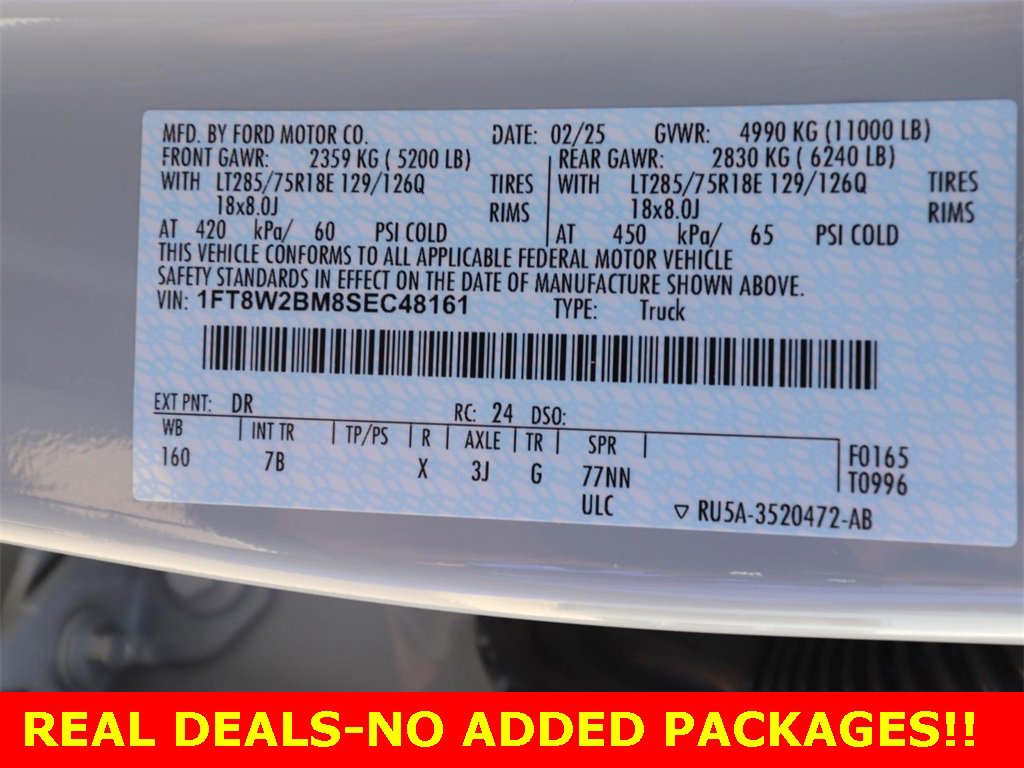 MFD. BY FORD MOTOR CO. DATE: 02/25 GVWR: 4990 KG (11000 LB)
FRONT GAWR: 2359 KG ( 5200 LB) REAR GAWR: 2830 KG ( 6240 LB)
WITH LT285/75R18E 129/126Q TIRES WITH LT285/75R18E 129/126Q TIRES
18x8.0J RIMS 18x8.0J RIMS
AT 420 kPa/ 60 PSI COLD AT 450 kPa/ 65 PSI COLD
THIS VEHICLE CONFORMS TO ALL APPLICABLE FEDERAL MOTOR VEHICLE
SAFETY STANDARDS IN EFFECT ON THE DATE OF MANUFACTURE SHOWN ABOVE.
VIN: 1FT8W2BM8SEC48161 TYPE: Truck
EXT PNT: DR RC: 24 DSO:
WB INT TR TP/PS R AXLE TR SPR F0165
160 7B X 3J G 77NN T0996
ULC ▽ RU5A-3520472-AB
REAL DEALS-NO ADDED PACKAGES!!